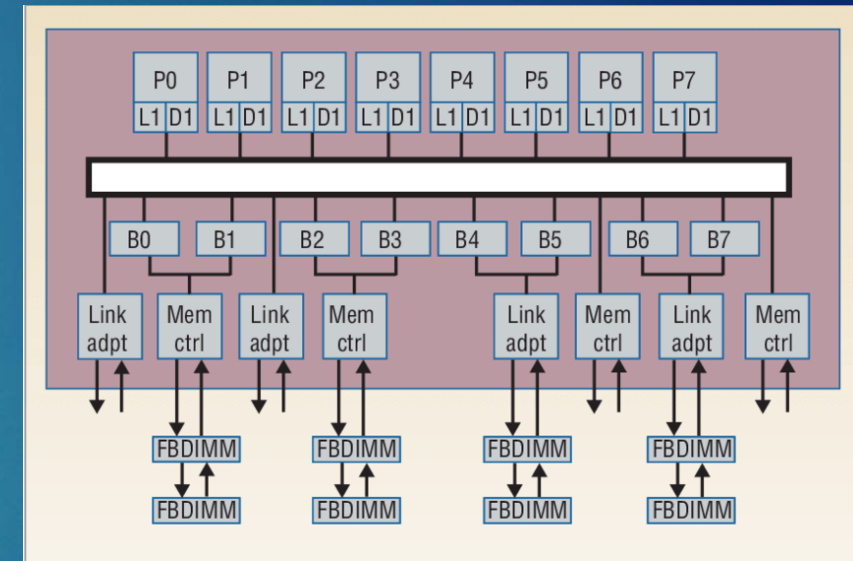 P0 P1 P2 P3 P4 P5 P6 P7
L1 D1 L1 D1 L1 D1 L1 D1 L1 D1 L1 D1 L1 D1 L1 D1
B0 B1 B2 B3 B4 B5 B6 B7
Link adpt
Mem ctrl
Link adpt
Mem ctrl
Link adpt
Mem ctrl
Link adpt
Mem ctrl
FBDIMM FBDIMM FBDIMM FBDIMM
FBDIMM FBDIMM FBDIMM FBDIMM